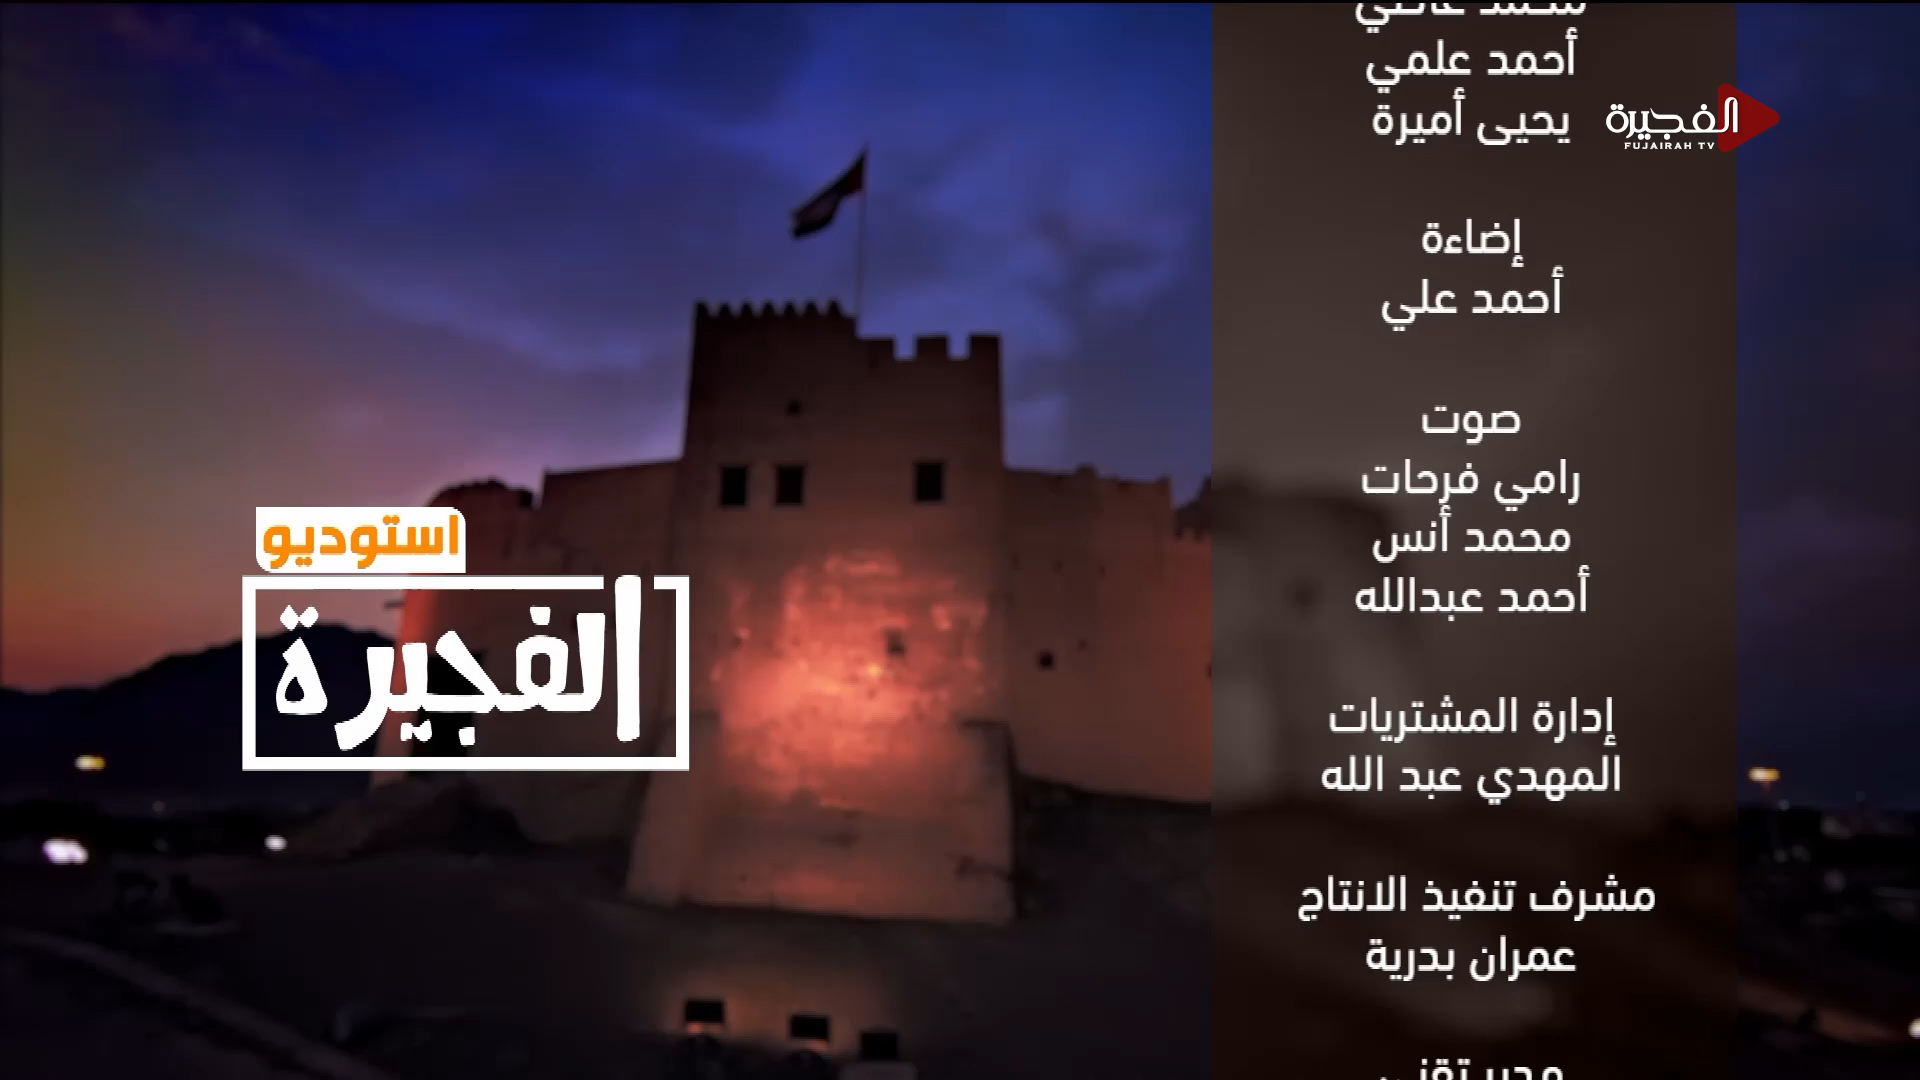 أحمد علمي
يحيى أميرة
الفجيرة
FUJAIRAH TV
إضاءة
أحمد علي
صوت
رامي فرحات
محمد أنس
أحمد عبدالله
استوديو
الفجيرة
إدارة المشتريات
المهدي عبد الله
مشرف تنفيذ الانتاج
عمران بدرية